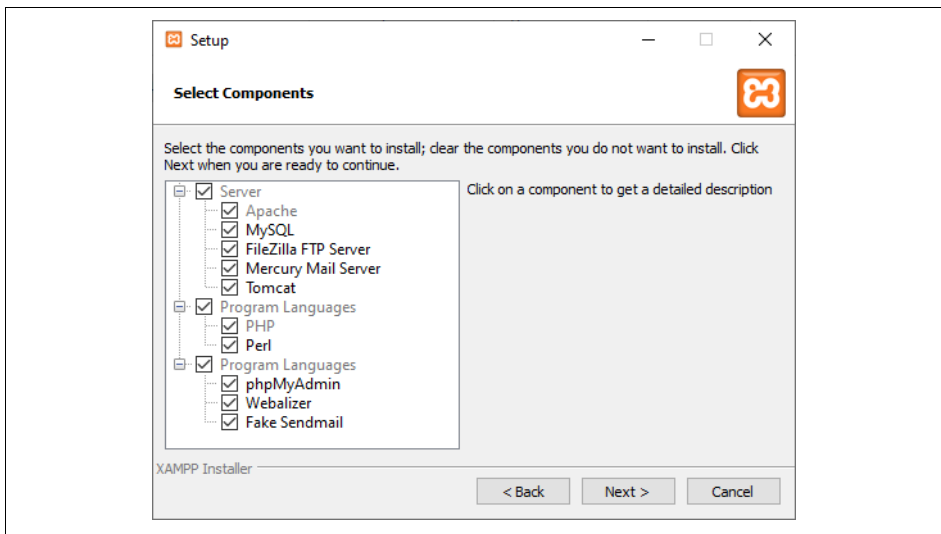 Setup
Select Components
Select the components you want to install; clear the components you do not want to install. Click
Next when you are ready to continue.
Click on a component to get a detailed description
Server
Apache
MySQL
FileZilla FTP Server
Mercury Mail Server
Tomcat
Program Languages
PHP
Perl
Program Languages
phpMyAdmin
Webalizer
Fake Sendmail
XAMPP Installer
< Back
Next >
Cancel